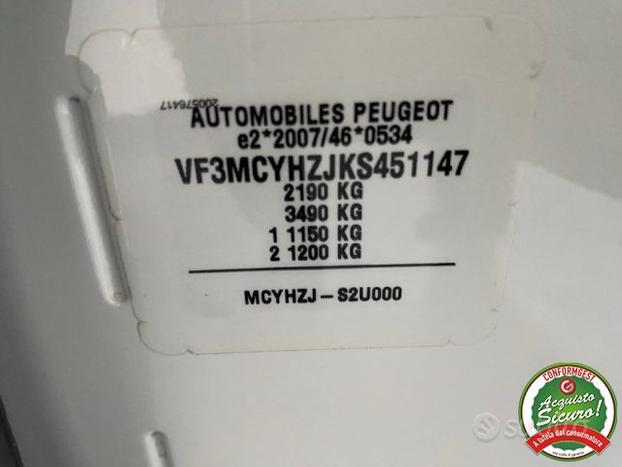 200576417
AUTOMOBILES PEUGEOT
e2*2007/46*0534
VF3MCYHZJKS451147
2190 KG
3490 KG
1 1150 KG
2 1200 KG
MCYHZJ – S2U000
CONFORMGEST
Acquisto
Sicuro!
A tutela del consumatore